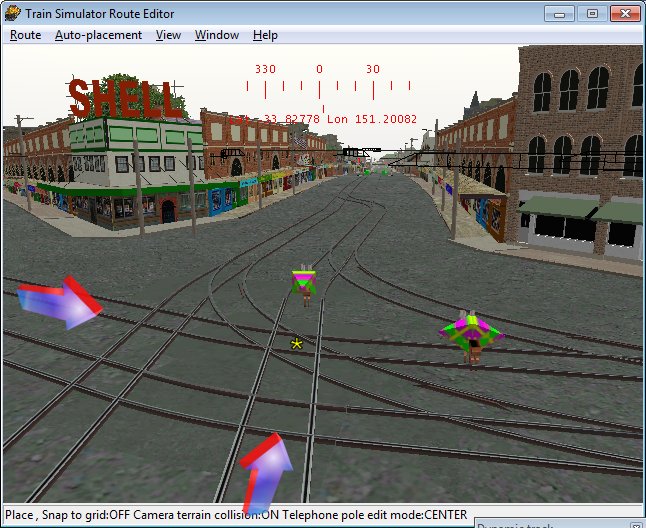 Train Simulator Route Editor
Route Auto-placement View Window Help
330 0 30
SHELL
Lat -33.82778 Lon 151.20082
Place , Snap to grid:OFF Camera terrain collision:ON Telephone pole edit mode:CENTER
Dynamic track